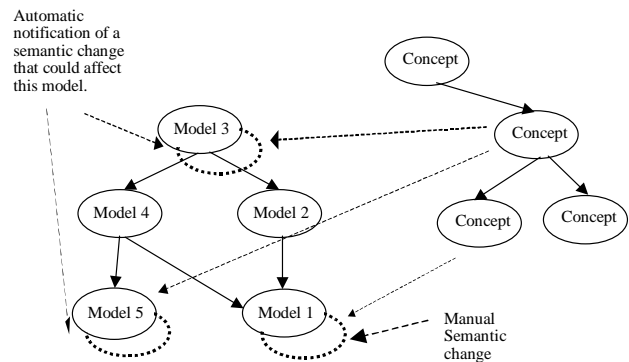 Automatic
notification of a
semantic change
that could affect
this model.
Concept
Model 3
Concept
Model 4
Model 2
Concept
Concept
Model 5
Model 1
Manual
Semantic
change